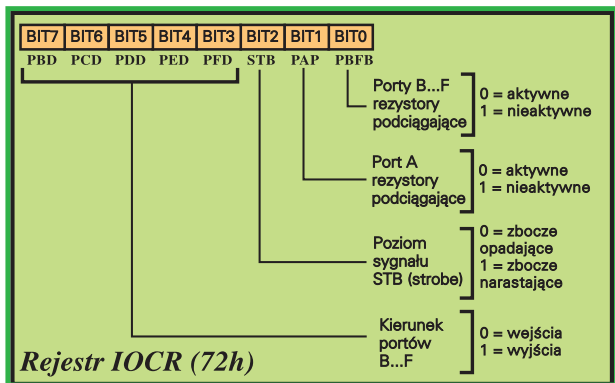 BIT7 BIT6 BIT5 BIT4 BIT3 BIT2 BIT1 BIT0
PBD PCD PDD PED PFD STB PAP PBFB
Porty B...F
rezystory
podciągające
0 = aktywne
1 = nieaktywne
Port A
rezystory
podciągające
0 = aktywne
1 = nieaktywne
Poziom
sygnału
STB (strobe)
0 = zbocze
opadające
1 = zbocze
narastające
Kierunek
portów
B...F
0 = wejścia
1 = wyjścia
Rejestr IOCR (72h)